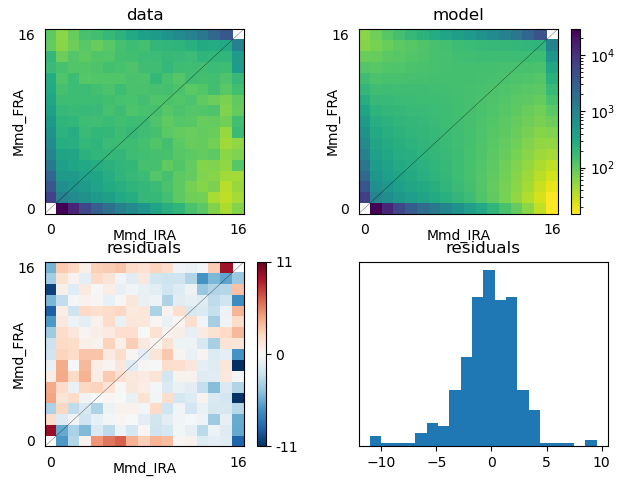 data
model
16
Mmd_FRA
0
0
Mmd_IRA
16
16
Mmd_FRA
0
0
Mmd_IRA
16
10^4
10^3
10^2
residuals
residuals
16
Mmd_FRA
0
0
Mmd_IRA
16
11
0
-11
−10
−5
0
5
10